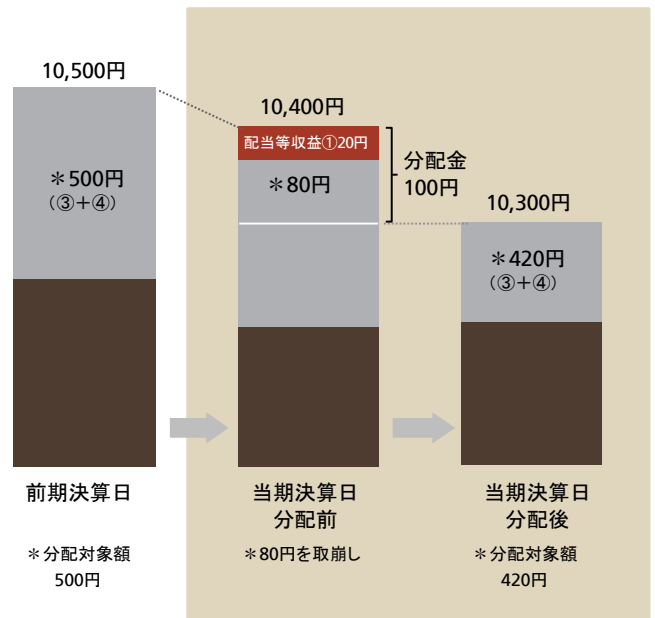 10,500円
＊500円
（③＋④）
前期決算日
＊分配対象額
500円
10,400円
配当等収益①20円
＊80円
分配金
100円
当期決算日
分配前
＊80円を取崩し
10,300円
＊420円
（③＋④）
当期決算日
分配後
＊分配対象額
420円